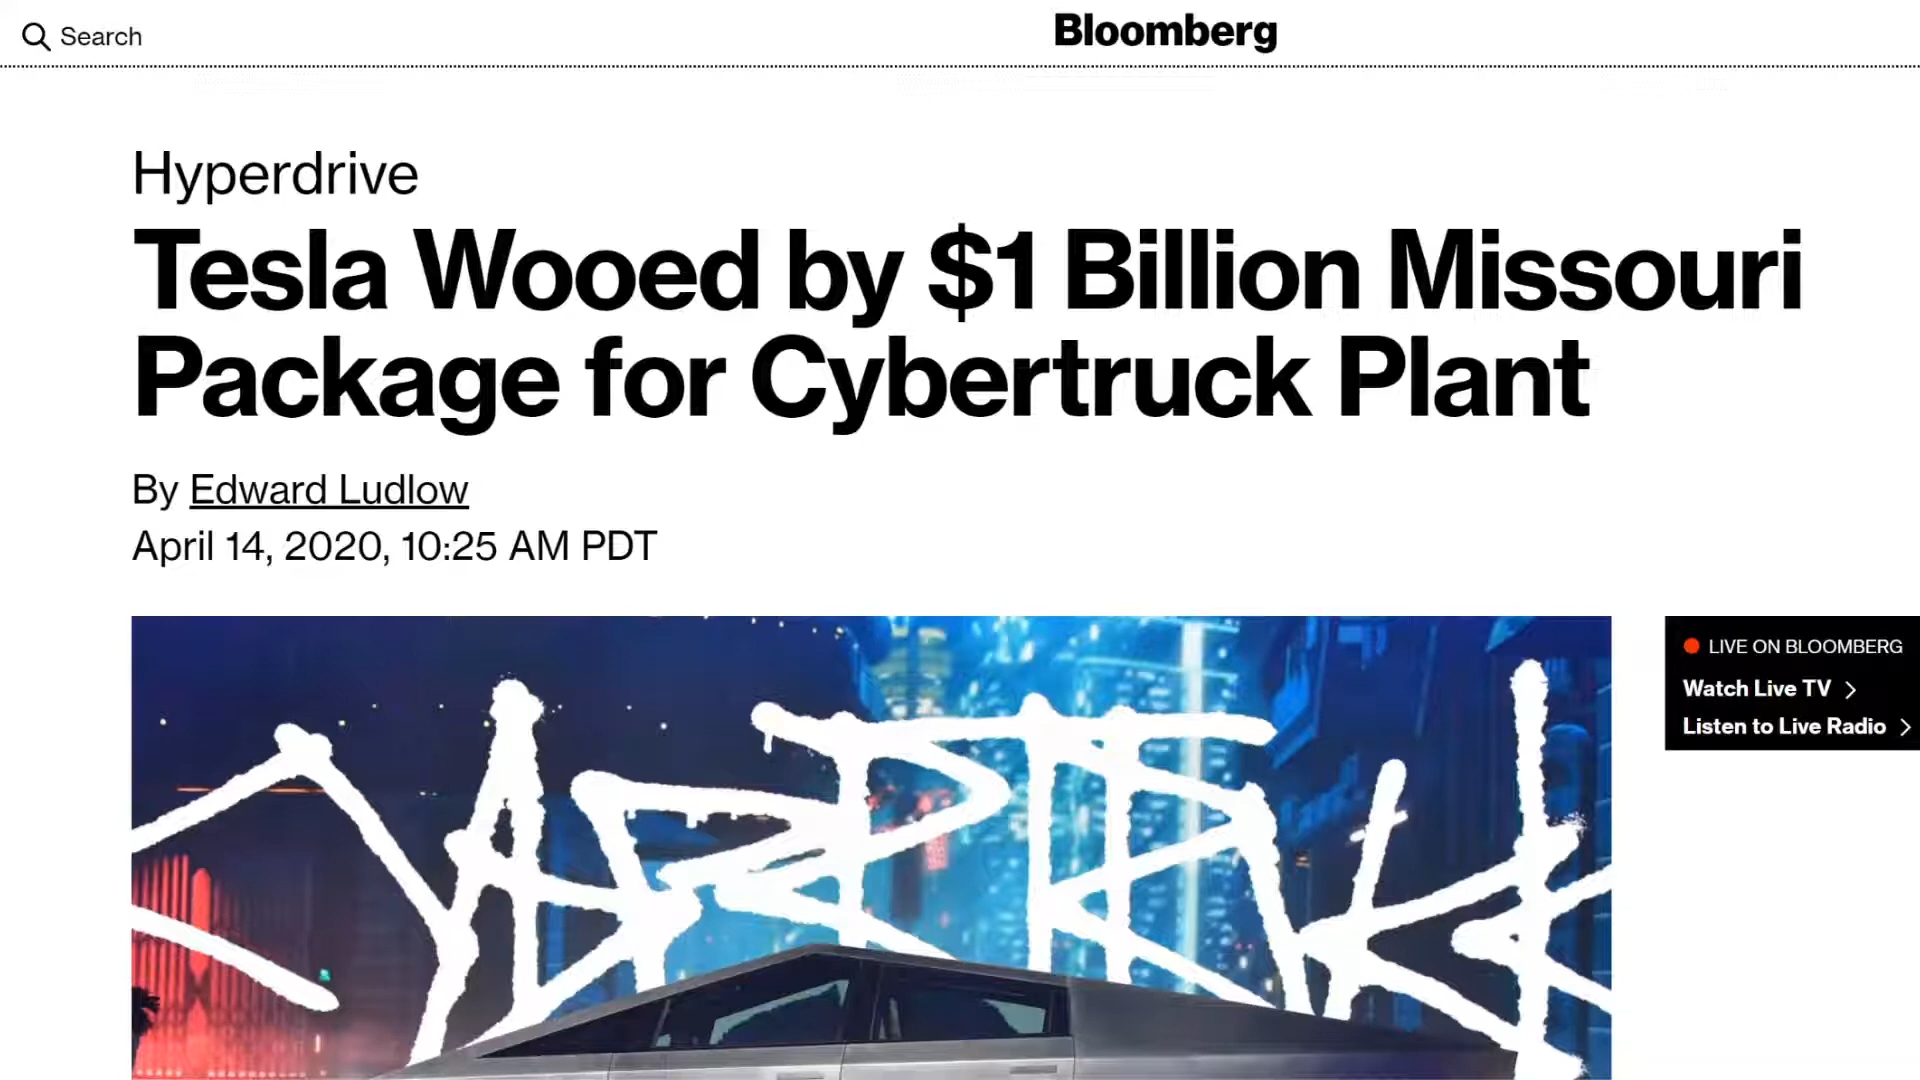 Search
Bloomberg
Hyperdrive
Tesla Wooed by $1 Billion Missouri
Package for Cybertruck Plant
By Edward Ludlow
April 14, 2020, 10:25 AM PDT
LIVE ON BLOOMBERG
Watch Live TV
Listen to Live Radio